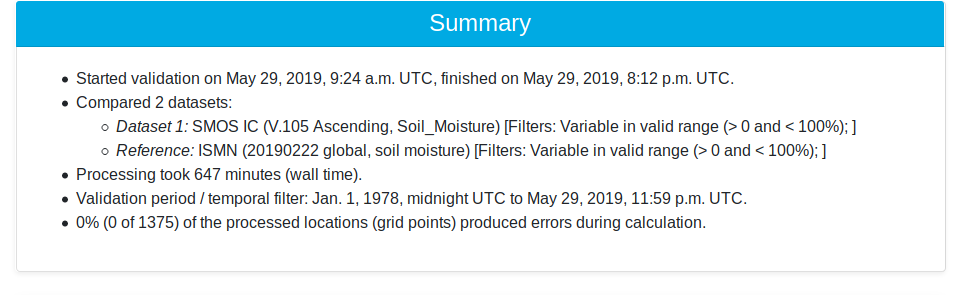 Summary
• Started validation on May 29, 2019, 9:24 a.m. UTC, finished on May 29, 2019, 8:12 p.m. UTC.
• Compared 2 datasets:
○ Dataset 1: SMOS IC (V.105 Ascending, Soil_Moisture) [Filters: Variable in valid range (> 0 and < 100%); ]
○ Reference: ISMN (20190222 global, soil moisture) [Filters: Variable in valid range (> 0 and < 100%); ]
• Processing took 647 minutes (wall time).
• Validation period / temporal filter: Jan. 1, 1978, midnight UTC to May 29, 2019, 11:59 p.m. UTC.
• 0% (0 of 1375) of the processed locations (grid points) produced errors during calculation.